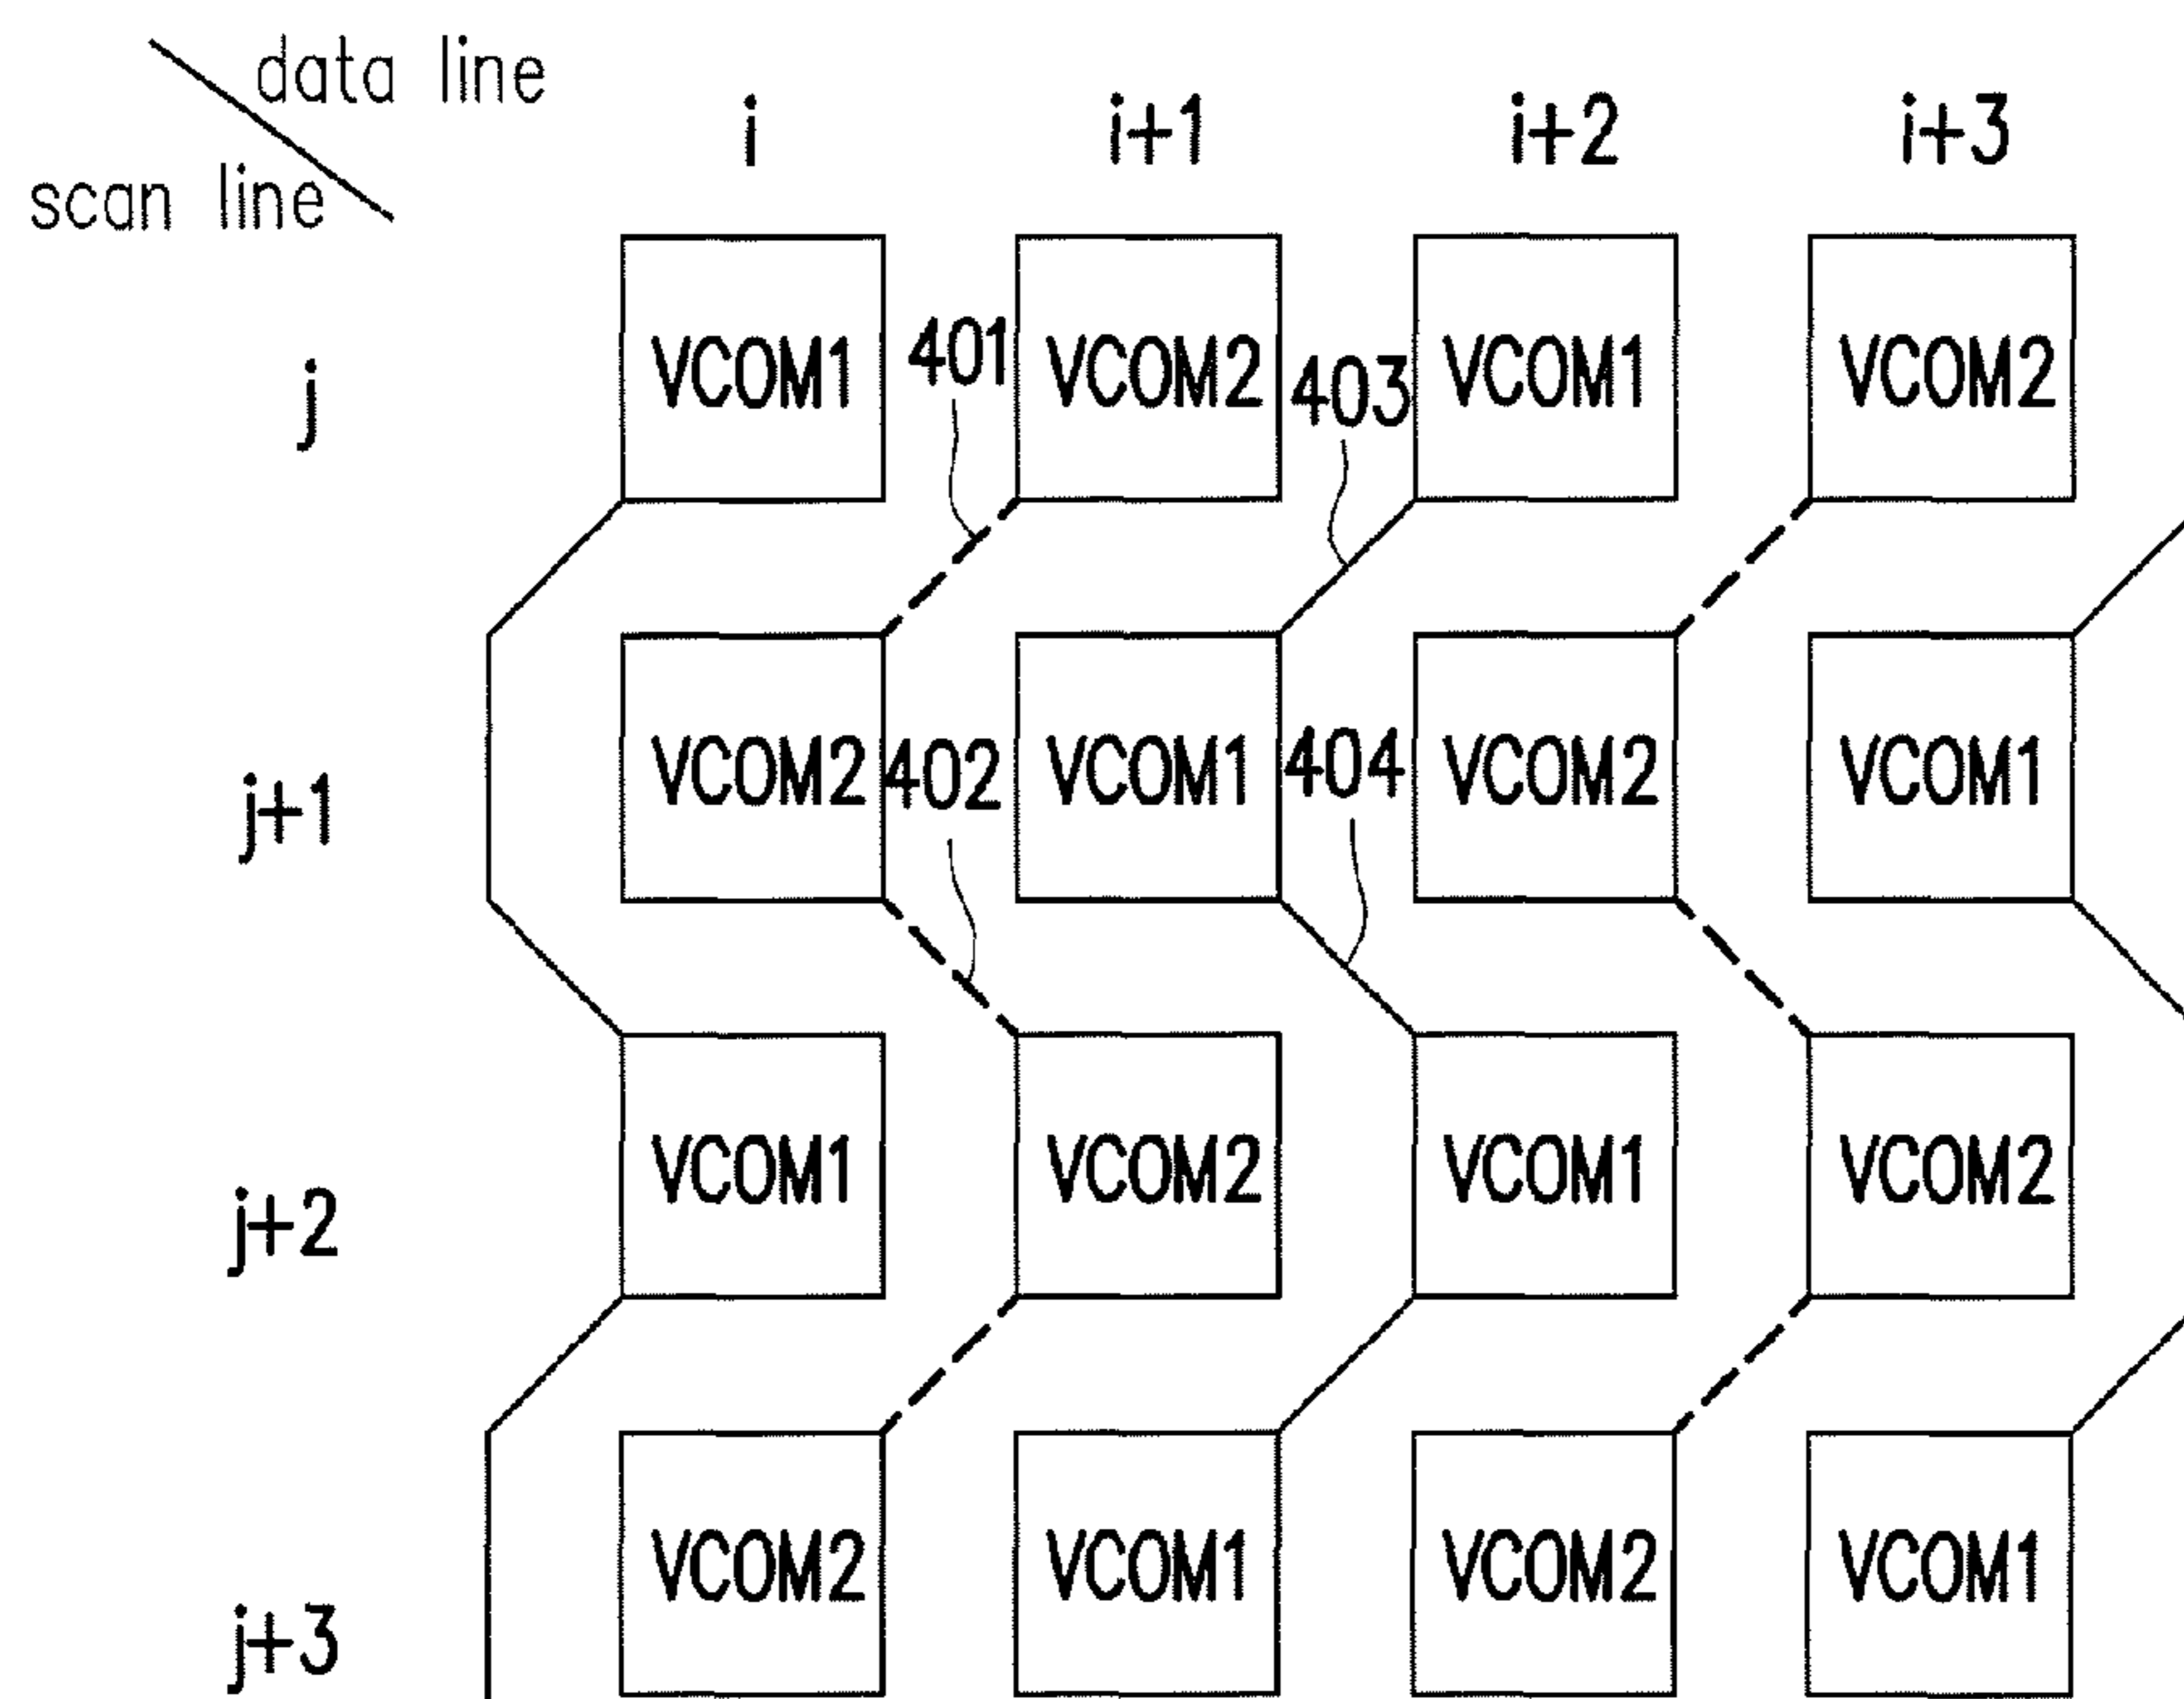 data line
scan line
i i+1 i+2 i+3
j VCOM1 401 VCOM2 403 VCOM1 VCOM2
j+1 VCOM2 402 VCOM1 404 VCOM2 VCOM1
j+2 VCOM1 VCOM2 VCOM1 VCOM2
j+3 VCOM2 VCOM1 VCOM2 VCOM1